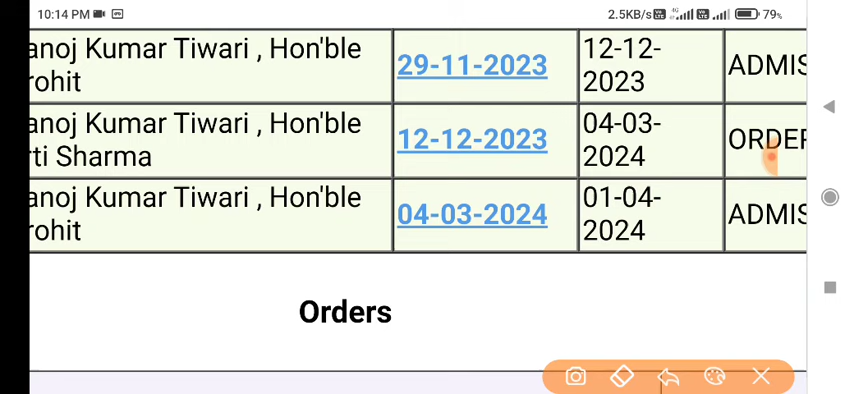 10:14 PM 2.5KB/s 79%
anoj Kumar Tiwari , Hon'ble 29-11-2023 12-12- ADMIS
rohit 2023
anoj Kumar Tiwari , Hon'ble 12-12-2023 04-03- ORDER
rti Sharma 2024
anoj Kumar Tiwari , Hon'ble 04-03-2024 01-04- ADMIS
rohit 2024
Orders